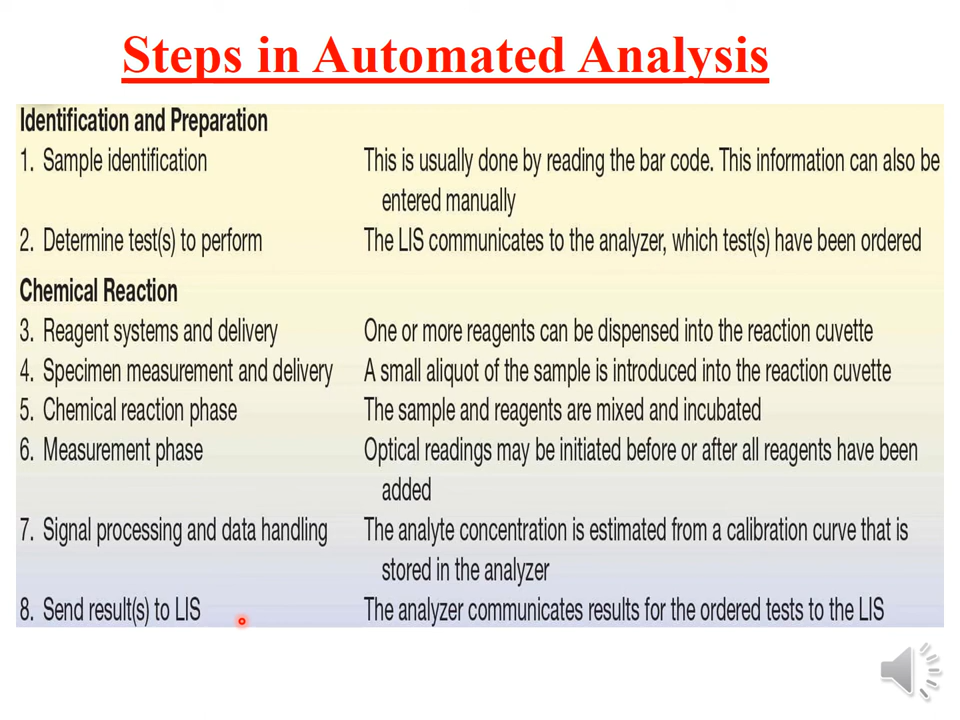 Steps in Automated Analysis
Identification and Preparation
1. Sample identification This is usually done by reading the bar code. This information can also be
entered manually
2. Determine test(s) to perform The LIS communicates to the analyzer, which test(s) have been ordered
Chemical Reaction
3. Reagent systems and delivery One or more reagents can be dispensed into the reaction cuvette
4. Specimen measurement and delivery A small aliquot of the sample is introduced into the reaction cuvette
5. Chemical reaction phase The sample and reagents are mixed and incubated
6. Measurement phase Optical readings may be initiated before or after all reagents have been
added
7. Signal processing and data handling The analyte concentration is estimated from a calibration curve that is
stored in the analyzer
8. Send result(s) to LIS The analyzer communicates results for the ordered tests to the LIS